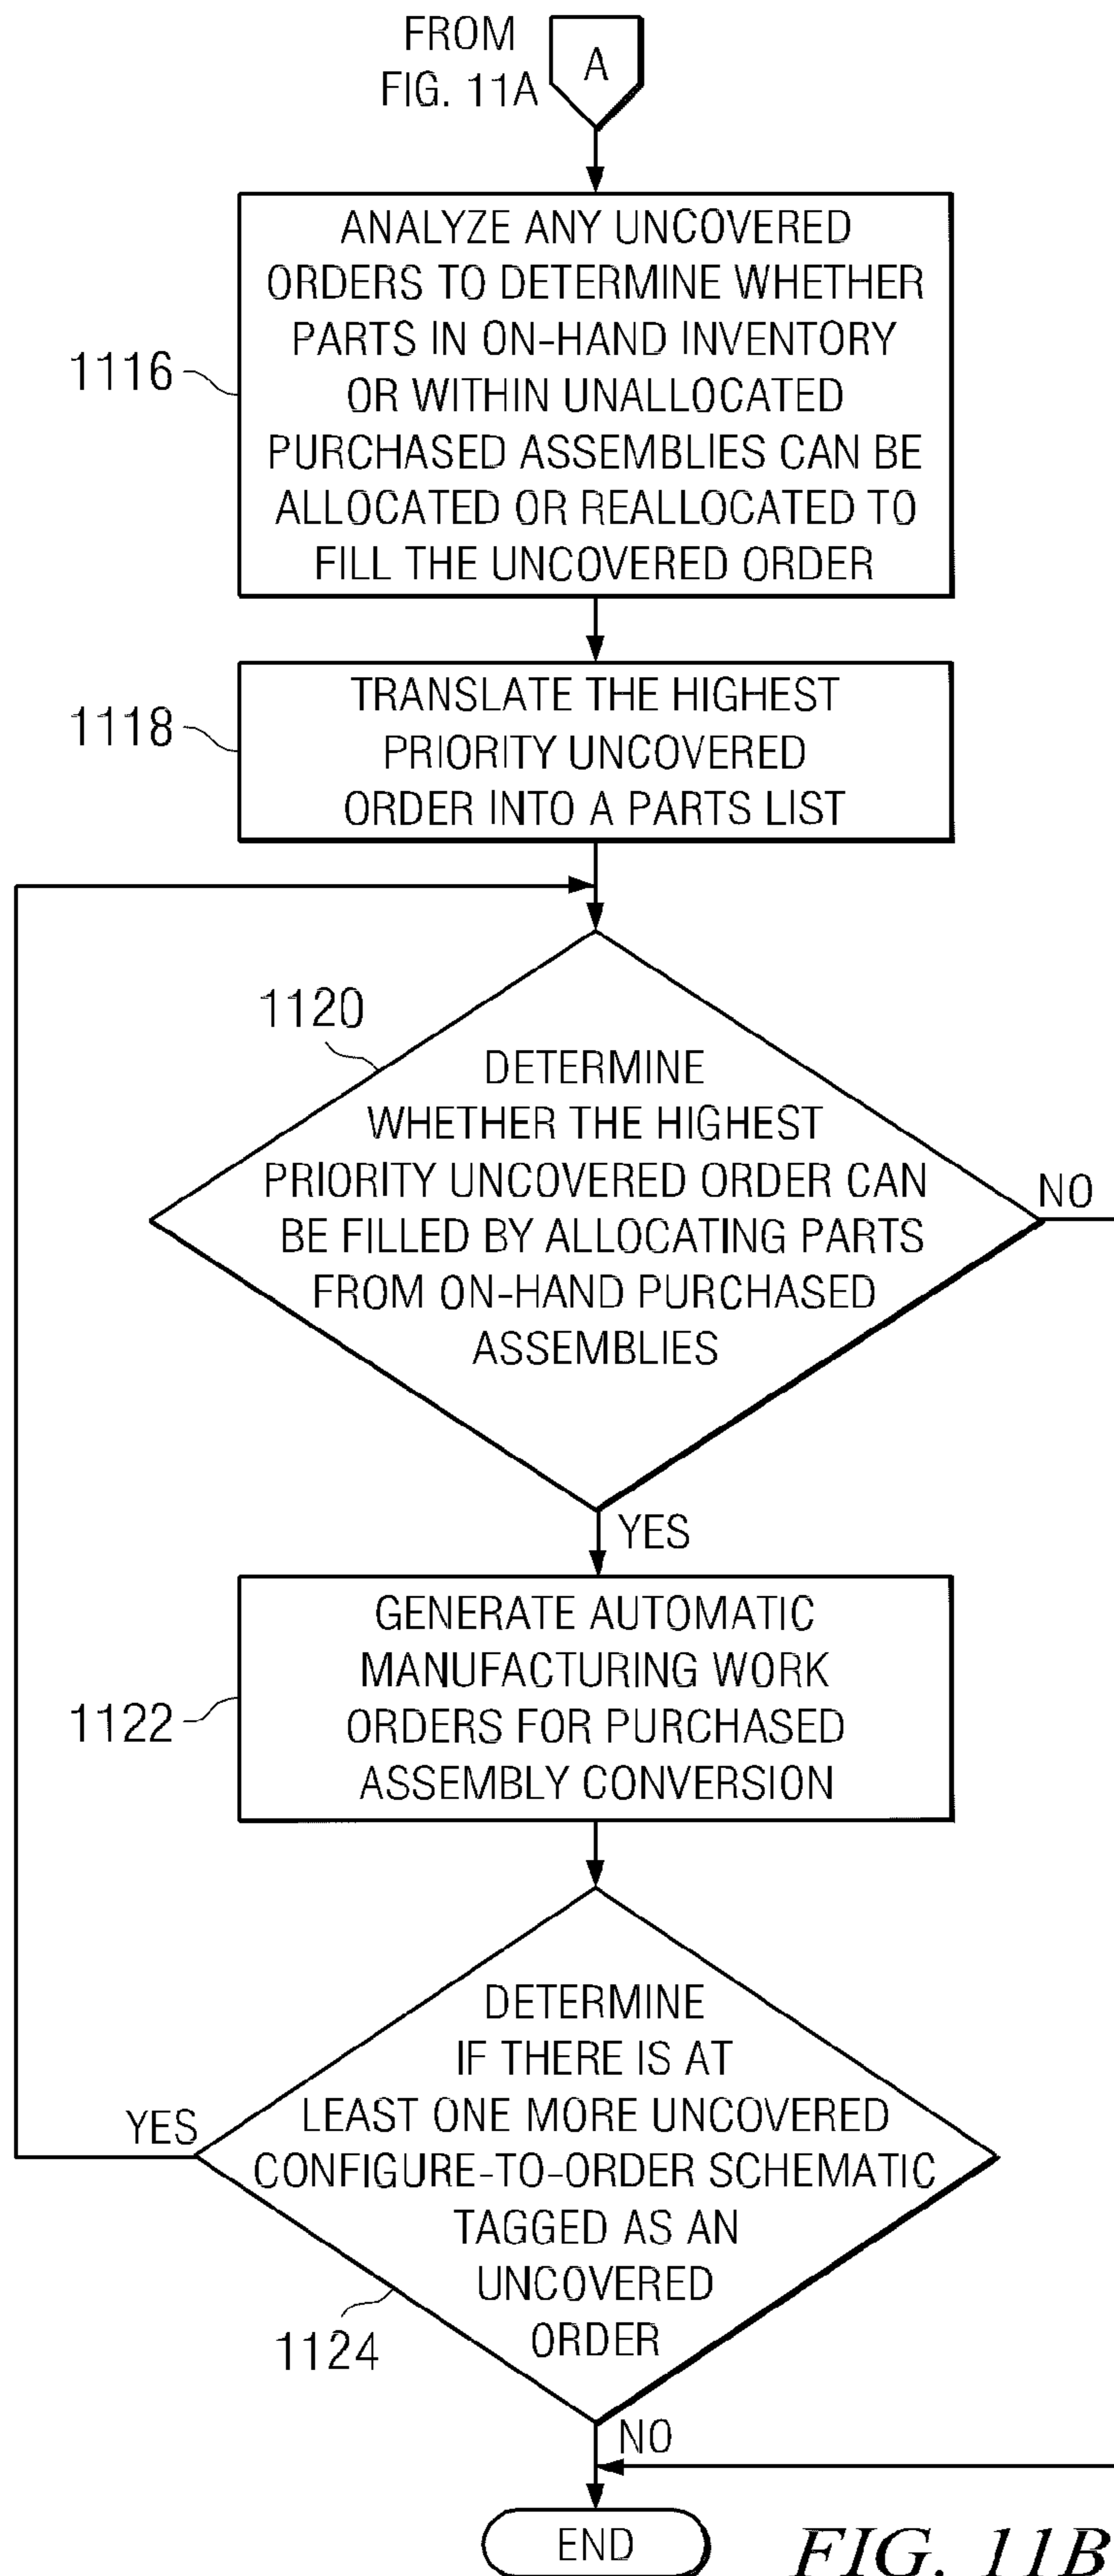 FROM
FIG. 11A
A
ANALYZE ANY UNCOVERED
ORDERS TO DETERMINE WHETHER
PARTS IN ON-HAND INVENTORY
OR WITHIN UNALLOCATED
PURCHASED ASSEMBLIES CAN BE
ALLOCATED OR REALLOCATED TO
FILL THE UNCOVERED ORDER
1116
TRANSLATE THE HIGHEST
PRIORITY UNCOVERED
ORDER INTO A PARTS LIST
1118
1120
DETERMINE
WHETHER THE HIGHEST
PRIORITY UNCOVERED ORDER CAN
BE FILLED BY ALLOCATING PARTS
FROM ON-HAND PURCHASED
ASSEMBLIES
NO
YES
GENERATE AUTOMATIC
MANUFACTURING WORK
ORDERS FOR PURCHASED
ASSEMBLY CONVERSION
1122
DETERMINE
IF THERE IS AT
LEAST ONE MORE UNCOVERED
CONFIGURE-TO-ORDER SCHEMATIC
TAGGED AS AN
UNCOVERED
ORDER
YES
1124
NO
END
FIG. 11B